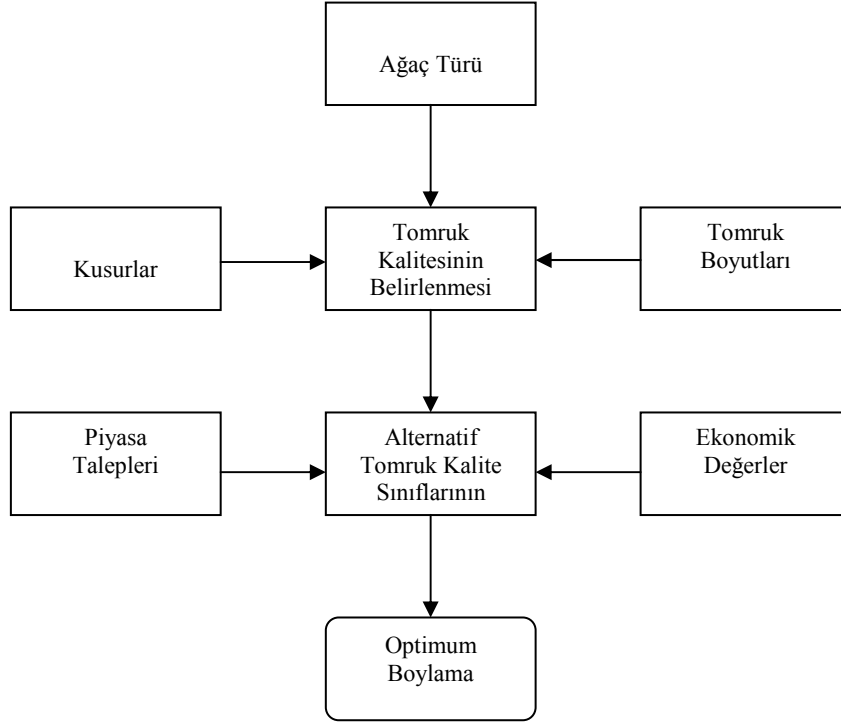 Ağaç Türü
Kusurlar
Tomruk
Kalitesinin
Belirlenmesi
Tomruk
Boyutları
Piyasa
Talepleri
Alternatif
Tomruk Kalite
Sınıflarının
Ekonomik
Değerler
Optimum
Boylama